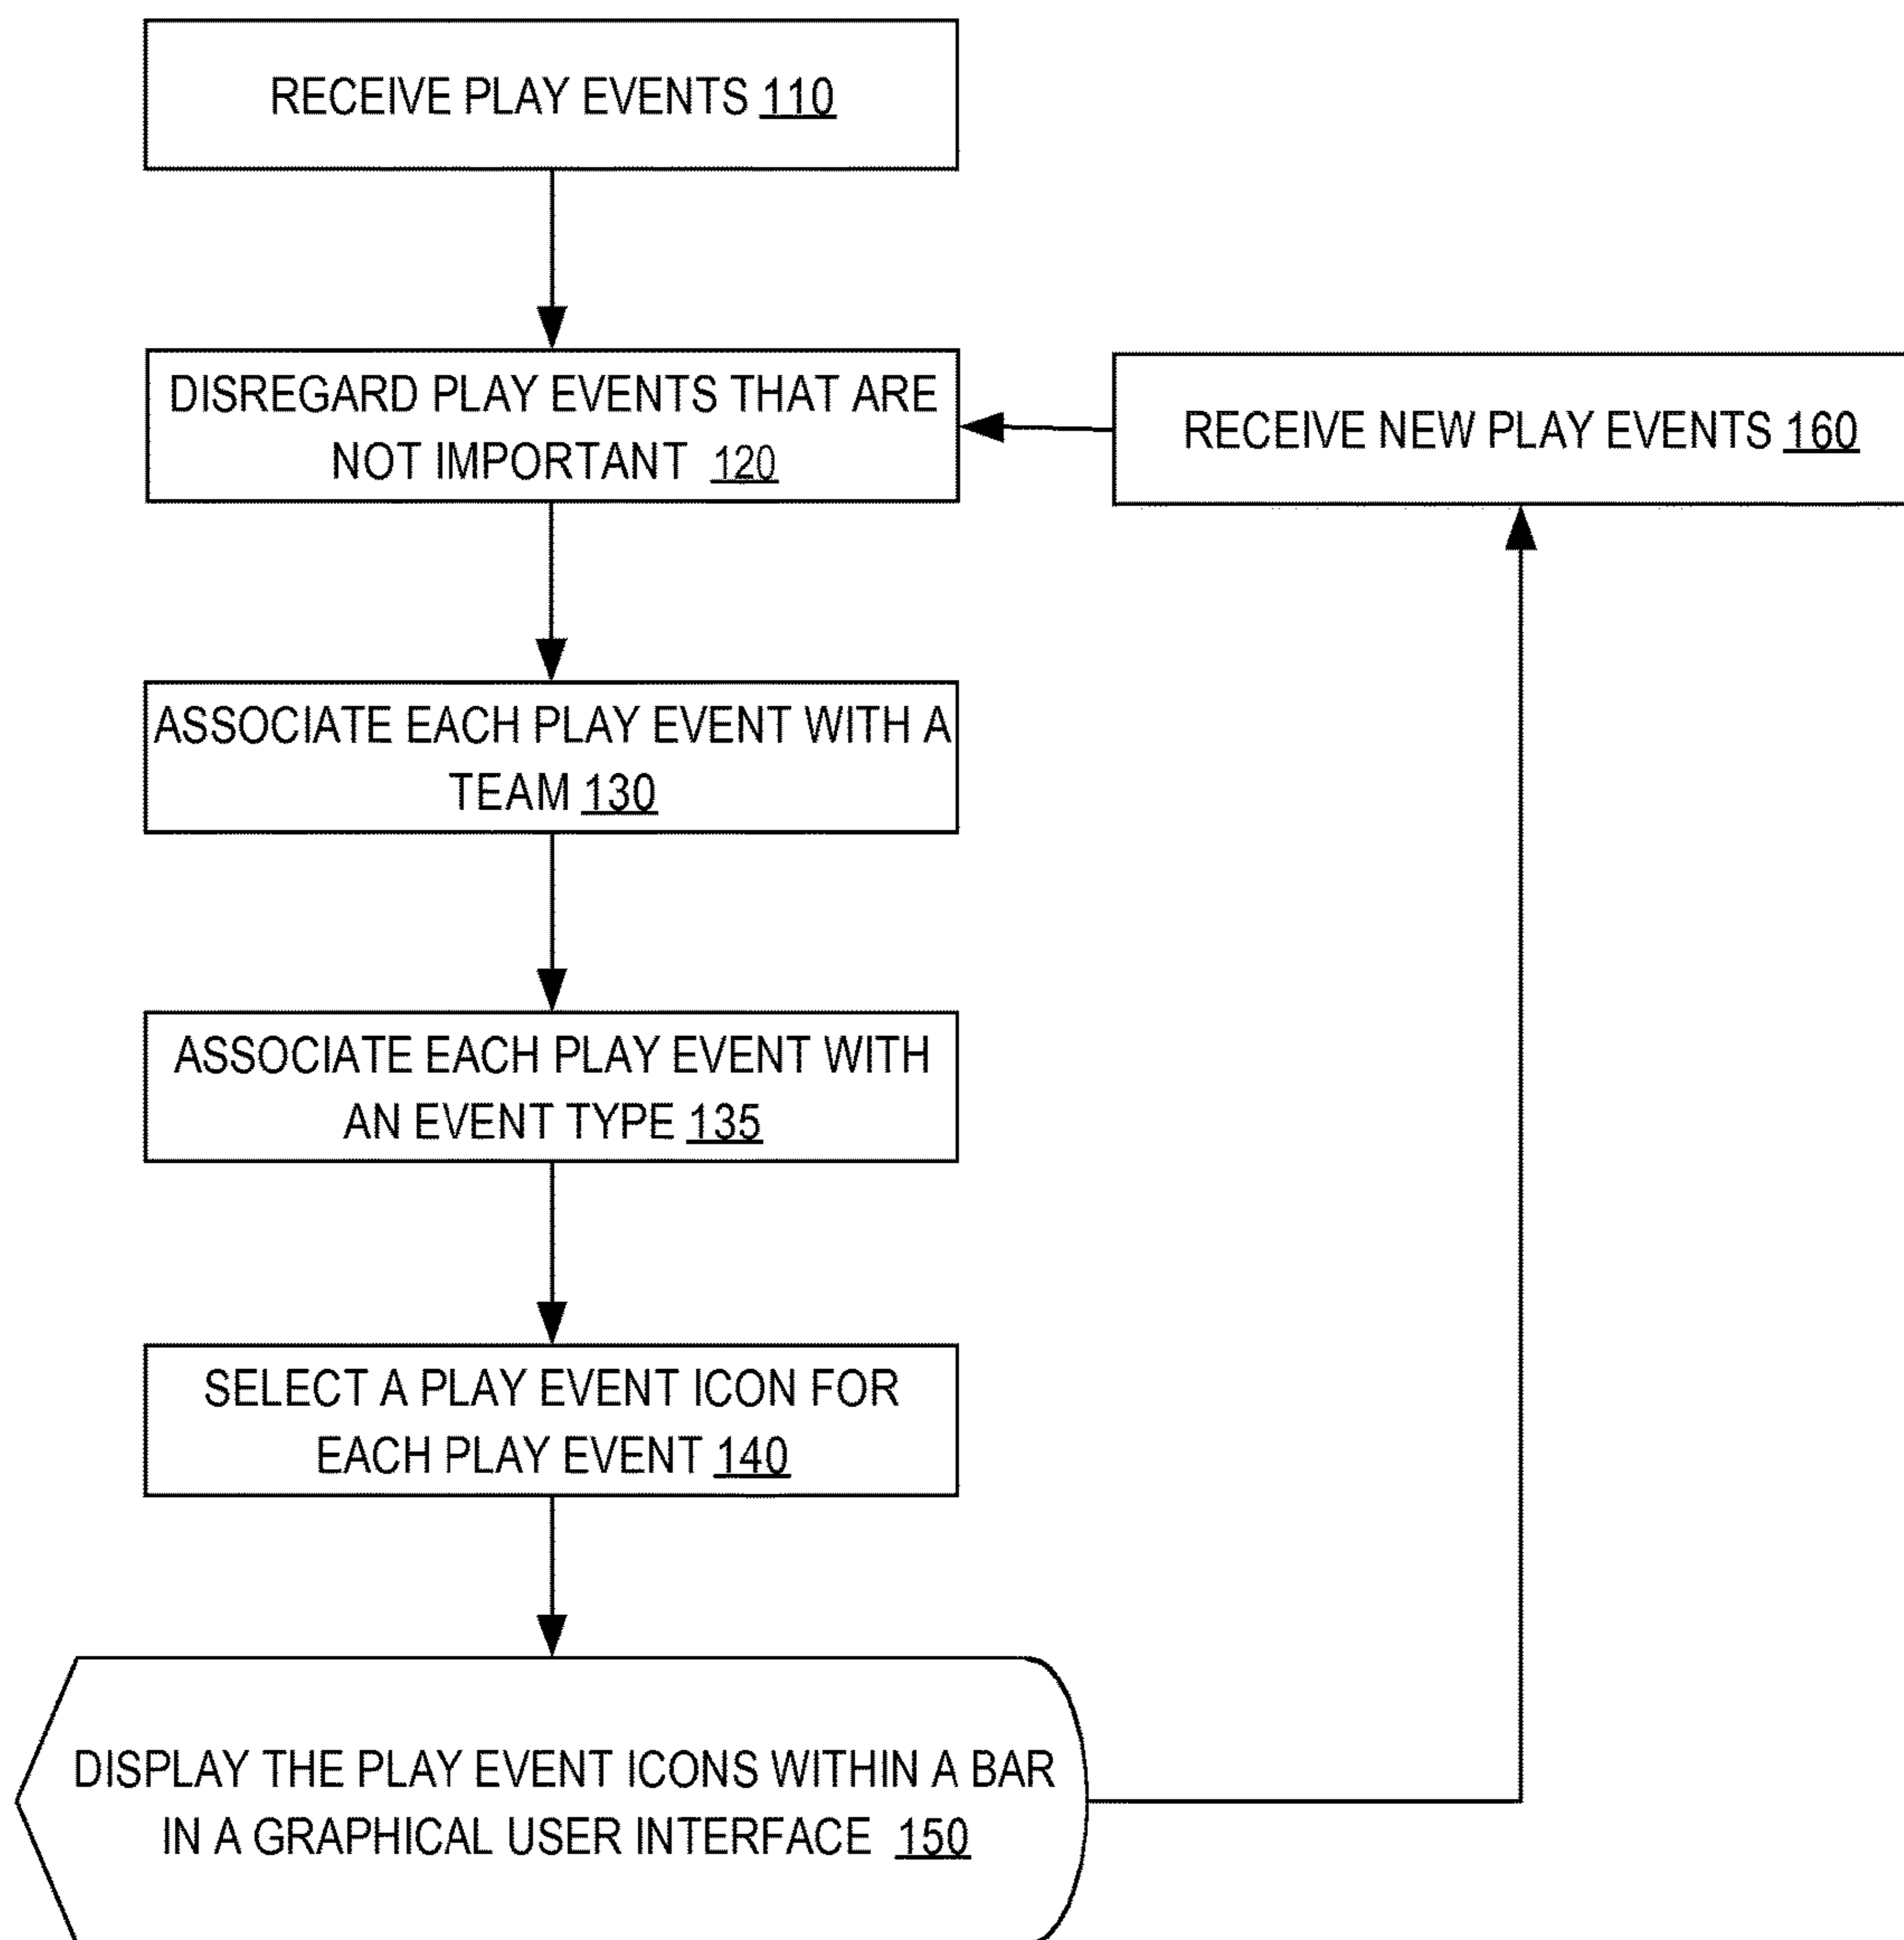 RECEIVE PLAY EVENTS 110
DISREGARD PLAY EVENTS THAT ARE
NOT IMPORTANT 120
RECEIVE NEW PLAY EVENTS 160
ASSOCIATE EACH PLAY EVENT WITH A
TEAM 130
ASSOCIATE EACH PLAY EVENT WITH
AN EVENT TYPE 135
SELECT A PLAY EVENT ICON FOR
EACH PLAY EVENT 140
DISPLAY THE PLAY EVENT ICONS WITHIN A BAR
IN A GRAPHICAL USER INTERFACE 150